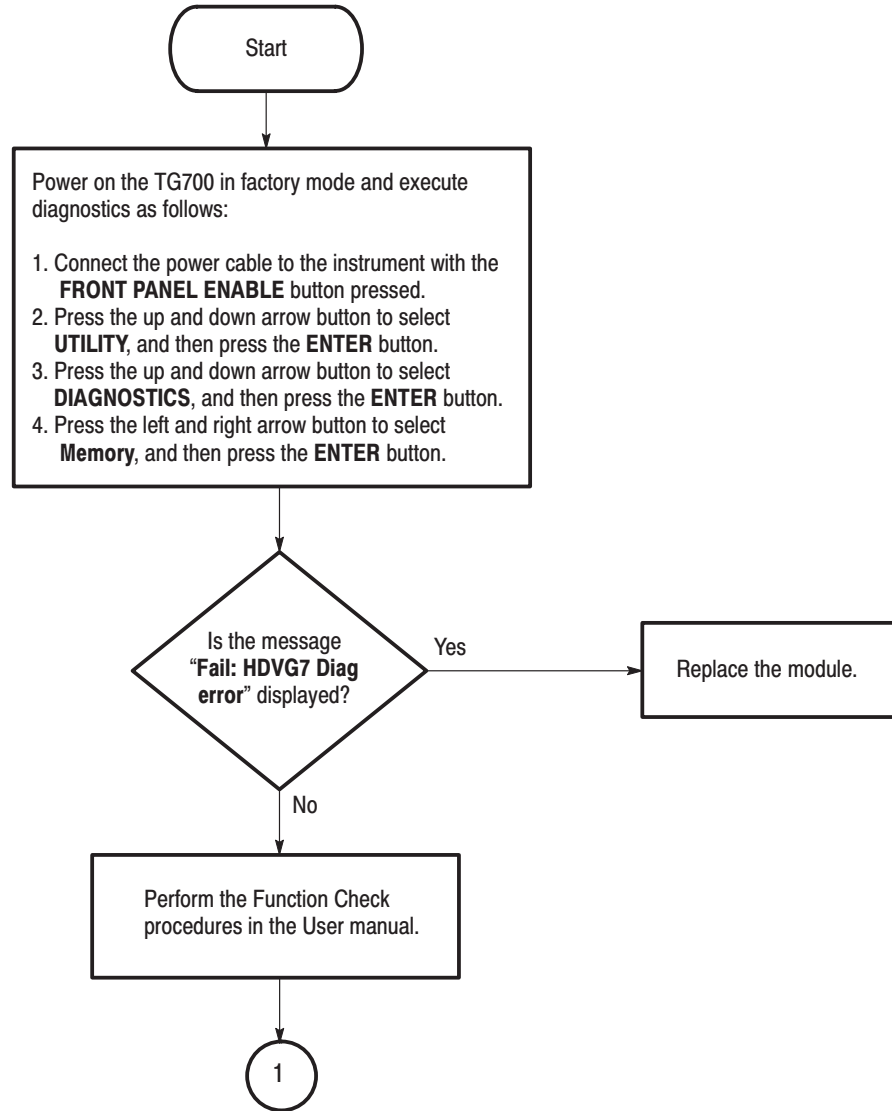 Start
Power on the TG700 in factory mode and execute
diagnostics as follows:
1. Connect the power cable to the instrument with the
FRONT PANEL ENABLE button pressed.
2. Press the up and down arrow button to select
UTILITY, and then press the ENTER button.
3. Press the up and down arrow button to select
DIAGNOSTICS, and then press the ENTER button.
4. Press the left and right arrow button to select
Memory, and then press the ENTER button.
Is the message
“Fail: HDVG7 Diag
error” displayed?
Yes
Replace the module.
No
Perform the Function Check
procedures in the User manual.
1